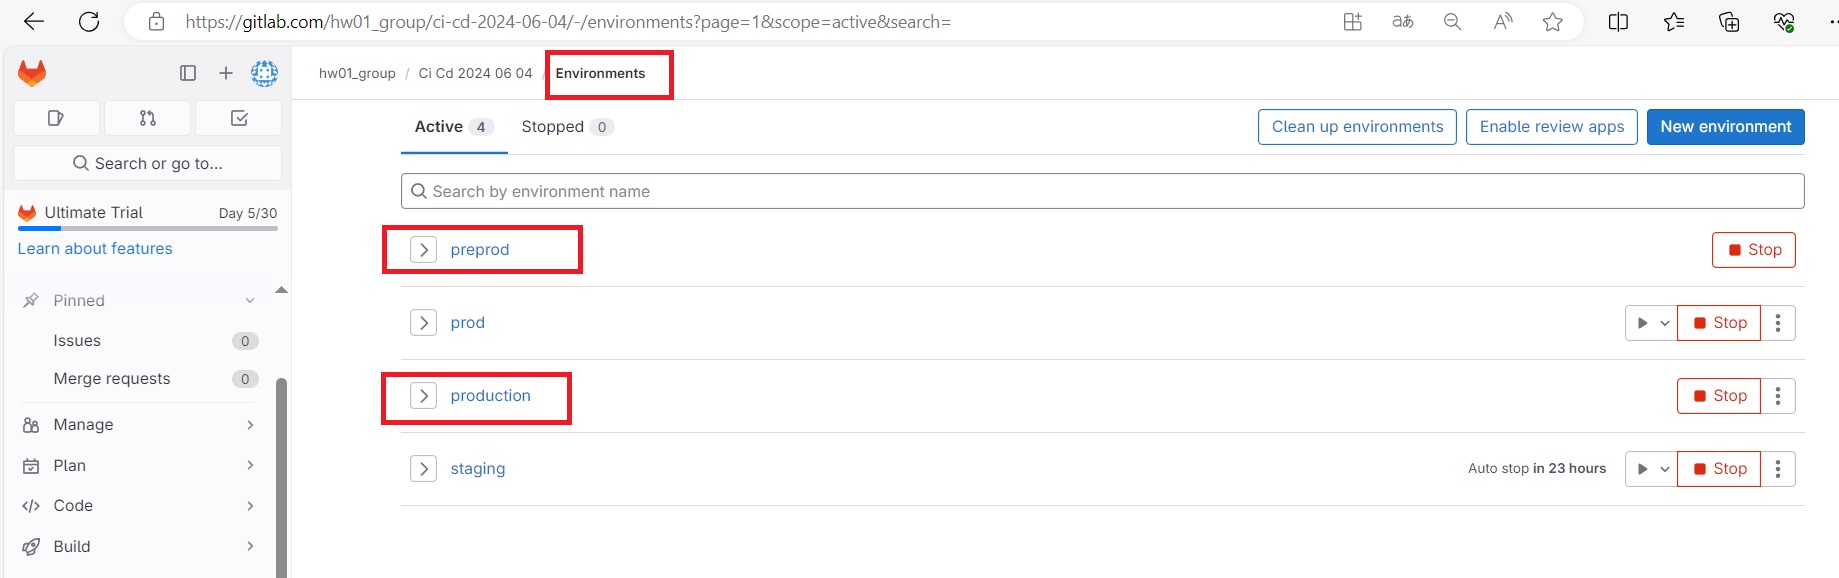 https://gitlab.com/hw01_group/ci-cd-2024-06-04/-/environments?page=1&scope=active&search=
hw01_group / Ci Cd 2024 06 04 / Environments
Search or go to...
Ultimate Trial Day 5/30
Learn about features
Pinned
Issues 0
Merge requests 0
Manage
Plan
Code
Build
Active 4 Stopped 0 Clean up environments Enable review apps New environment
Search by environment name
preprod Stop
prod Stop
production Stop
staging Auto stop in 23 hours Stop